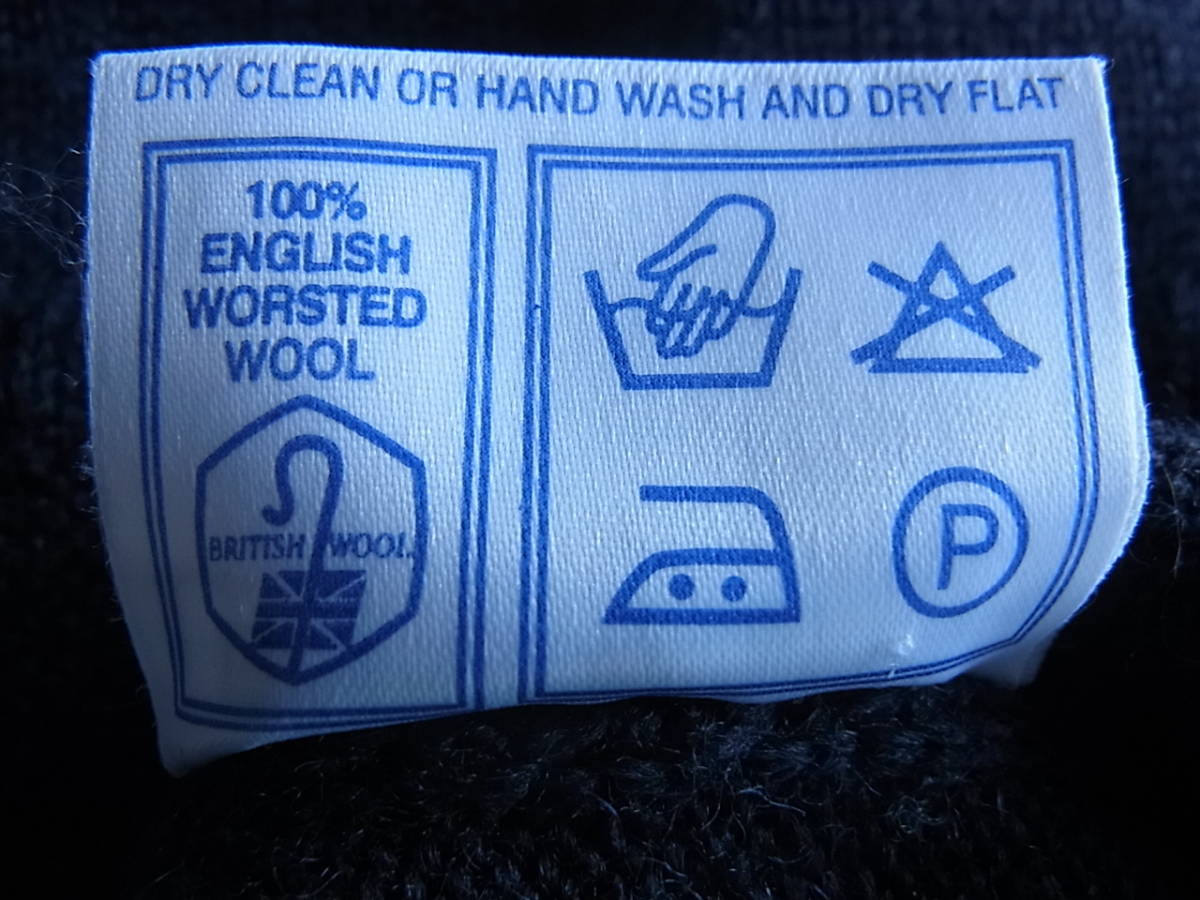 DRY CLEAN OR HAND WASH AND DRY FLAT
100%
ENGLISH
WORSTED
WOOL
BRITISH WOOL
P